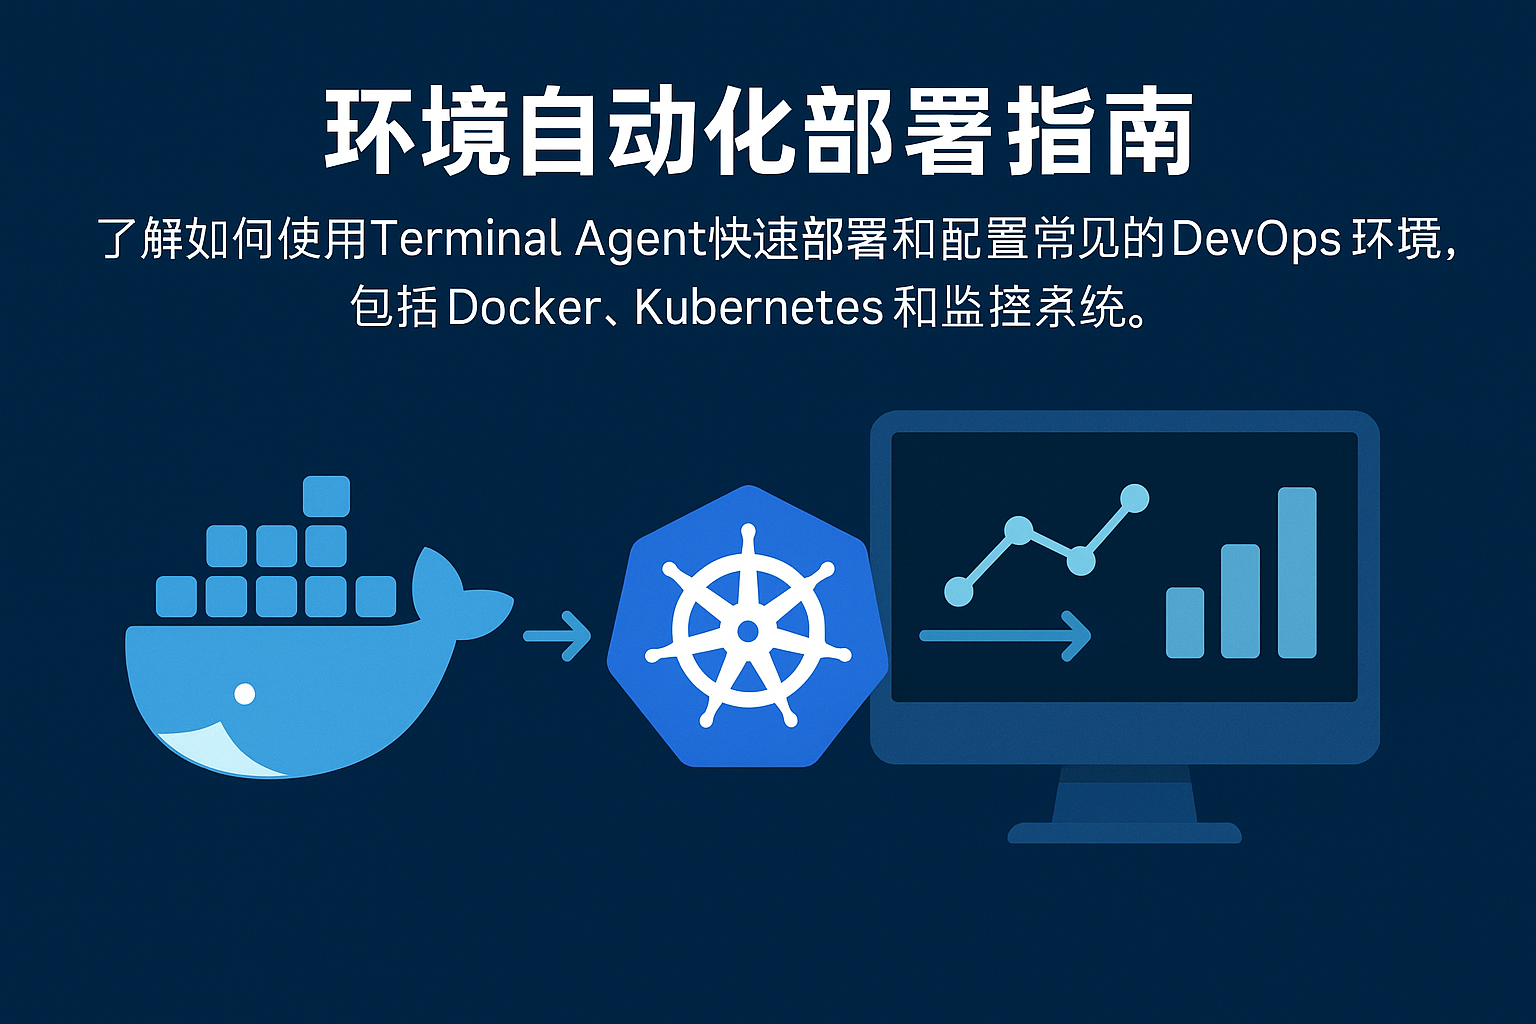 环境自动化部署指南
了解如何使用Terminal Agent快速部署和配置常见的DevOps 环境，
包括 Docker、Kubernetes 和监控系统。